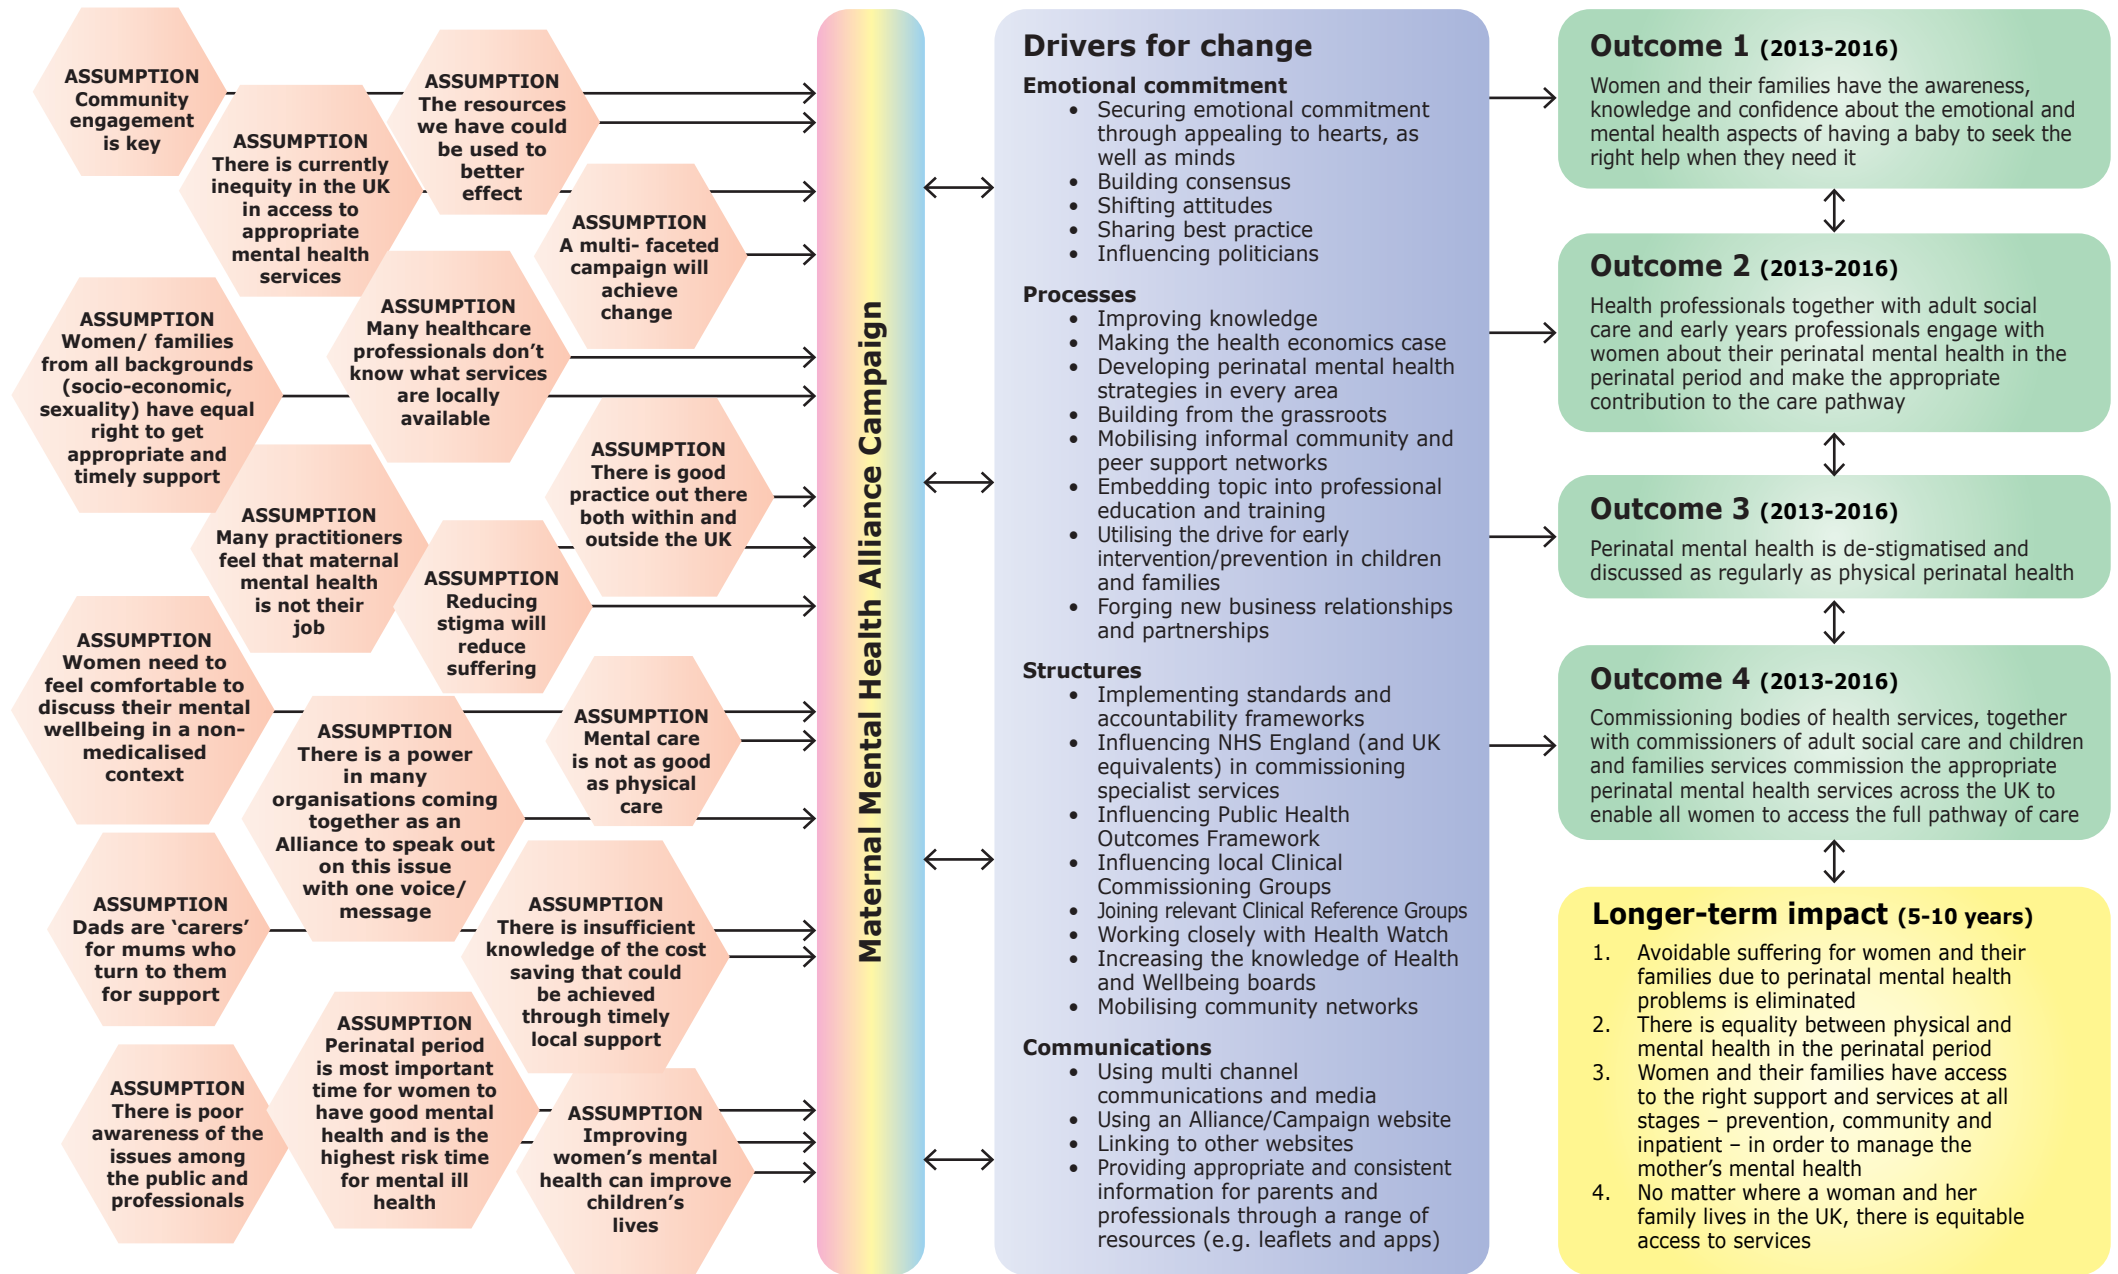 ASSUMPTION
Community
engagement
is key
ASSUMPTION
The resources
we have could
be used to
better
effect
ASSUMPTION
There is currently
inequity in the UK
in access to
appropriate
mental health
services
ASSUMPTION
A multi- faceted
campaign will
achieve
change
ASSUMPTION
Women/ families
from all backgrounds
(socio-economic,
sexuality) have equal
right to get
appropriate and
timely support
ASSUMPTION
Many healthcare
professionals don’t
know what services
are locally
available
ASSUMPTION
There is good
practice out there
both within and
outside the UK
ASSUMPTION
Many practitioners
feel that maternal
mental health
is not their
job
ASSUMPTION
Reducing
stigma will
reduce
suffering
ASSUMPTION
Women need to
feel comfortable to
discuss their mental
wellbeing in a non-
medicalised
context
ASSUMPTION
Mental care
is not as good
as physical
care
ASSUMPTION
There is a power
in many
organisations coming
together as an
Alliance to speak out
on this issue
with one voice/
message
ASSUMPTION
Dads are ‘carers’
for mums who
turn to them
for support
ASSUMPTION
There is insufficient
knowledge of the cost
saving that could
be achieved
through timely
local support
ASSUMPTION
Perinatal period
is most important
time for women to
have good mental
health and is the
highest risk time
for mental ill
health
ASSUMPTION
There is poor
awareness of the
issues among
the public and
professionals
ASSUMPTION
Improving
women’s mental
health can improve
children’s
lives
Maternal Mental Health Alliance Campaign
Drivers for change
Emotional commitment
• Securing emotional commitment
through appealing to hearts, as
well as minds
• Building consensus
• Shifting attitudes
• Sharing best practice
• Influencing politicians
Processes
• Improving knowledge
• Making the health economics case
• Developing perinatal mental health
strategies in every area
• Building from the grassroots
• Mobilising informal community and
peer support networks
• Embedding topic into professional
education and training
• Utilising the drive for early
intervention/prevention in children
and families
• Forging new business relationships
and partnerships
Structures
• Implementing standards and
accountability frameworks
• Influencing NHS England (and UK
equivalents) in commissioning
specialist services
• Influencing Public Health
Outcomes Framework
• Influencing local Clinical
Commissioning Groups
• Joining relevant Clinical Reference Groups
• Working closely with Health Watch
• Increasing the knowledge of Health
and Wellbeing boards
• Mobilising community networks
Communications
• Using multi channel
communications and media
• Using an Alliance/Campaign website
• Linking to other websites
• Providing appropriate and consistent
information for parents and
professionals through a range of
resources (e.g. leaflets and apps)
Outcome 1 (2013-2016)
Women and their families have the awareness,
knowledge and confidence about the emotional and
mental health aspects of having a baby to seek the
right help when they need it
Outcome 2 (2013-2016)
Health professionals together with adult social
care and early years professionals engage with
women about their perinatal mental health in the
perinatal period and make the appropriate
contribution to the care pathway
Outcome 3 (2013-2016)
Perinatal mental health is de-stigmatised and
discussed as regularly as physical perinatal health
Outcome 4 (2013-2016)
Commissioning bodies of health services, together
with commissioners of adult social care and children
and families services commission the appropriate
perinatal mental health services across the UK to
enable all women to access the full pathway of care
Longer-term impact (5-10 years)
1. Avoidable suffering for women and their
families due to perinatal mental health
problems is eliminated
2. There is equality between physical and
mental health in the perinatal period
3. Women and their families have access
to the right support and services at all
stages – prevention, community and
inpatient – in order to manage the
mother’s mental health
4. No matter where a woman and her
family lives in the UK, there is equitable
access to services